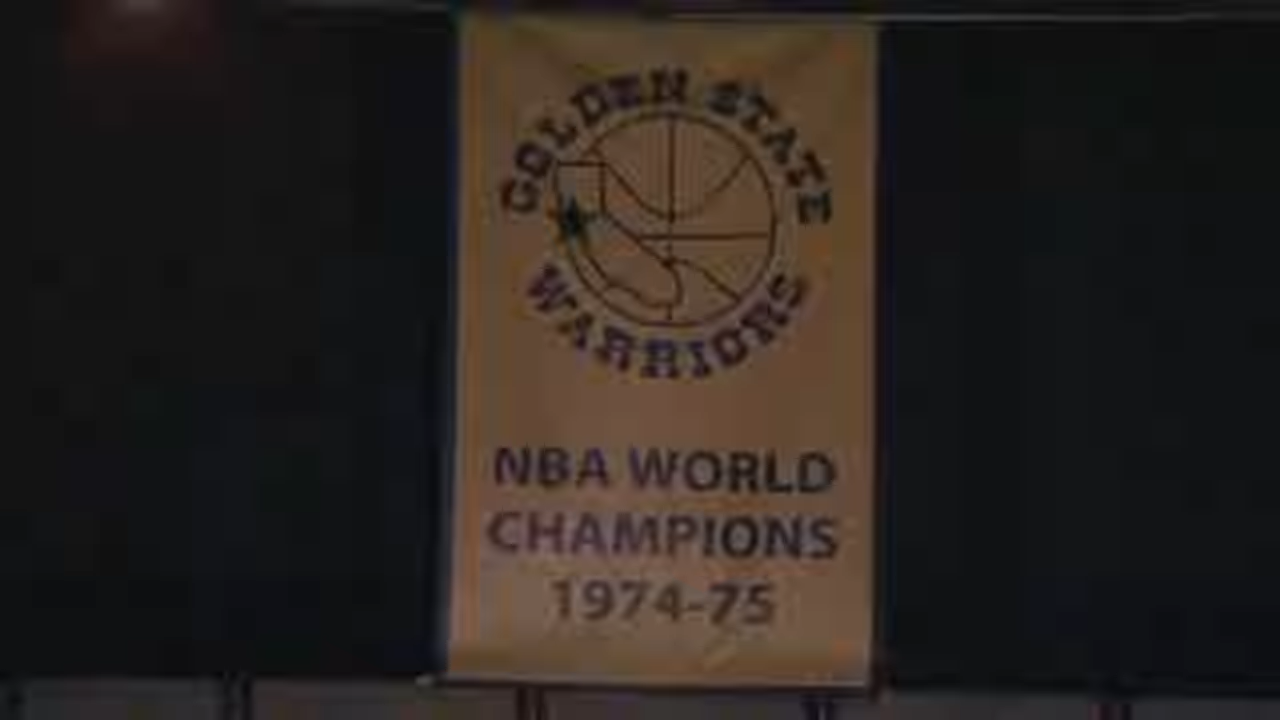 GOLDEN STATE
WARRIORS
NBA WORLD
CHAMPIONS
1974-75